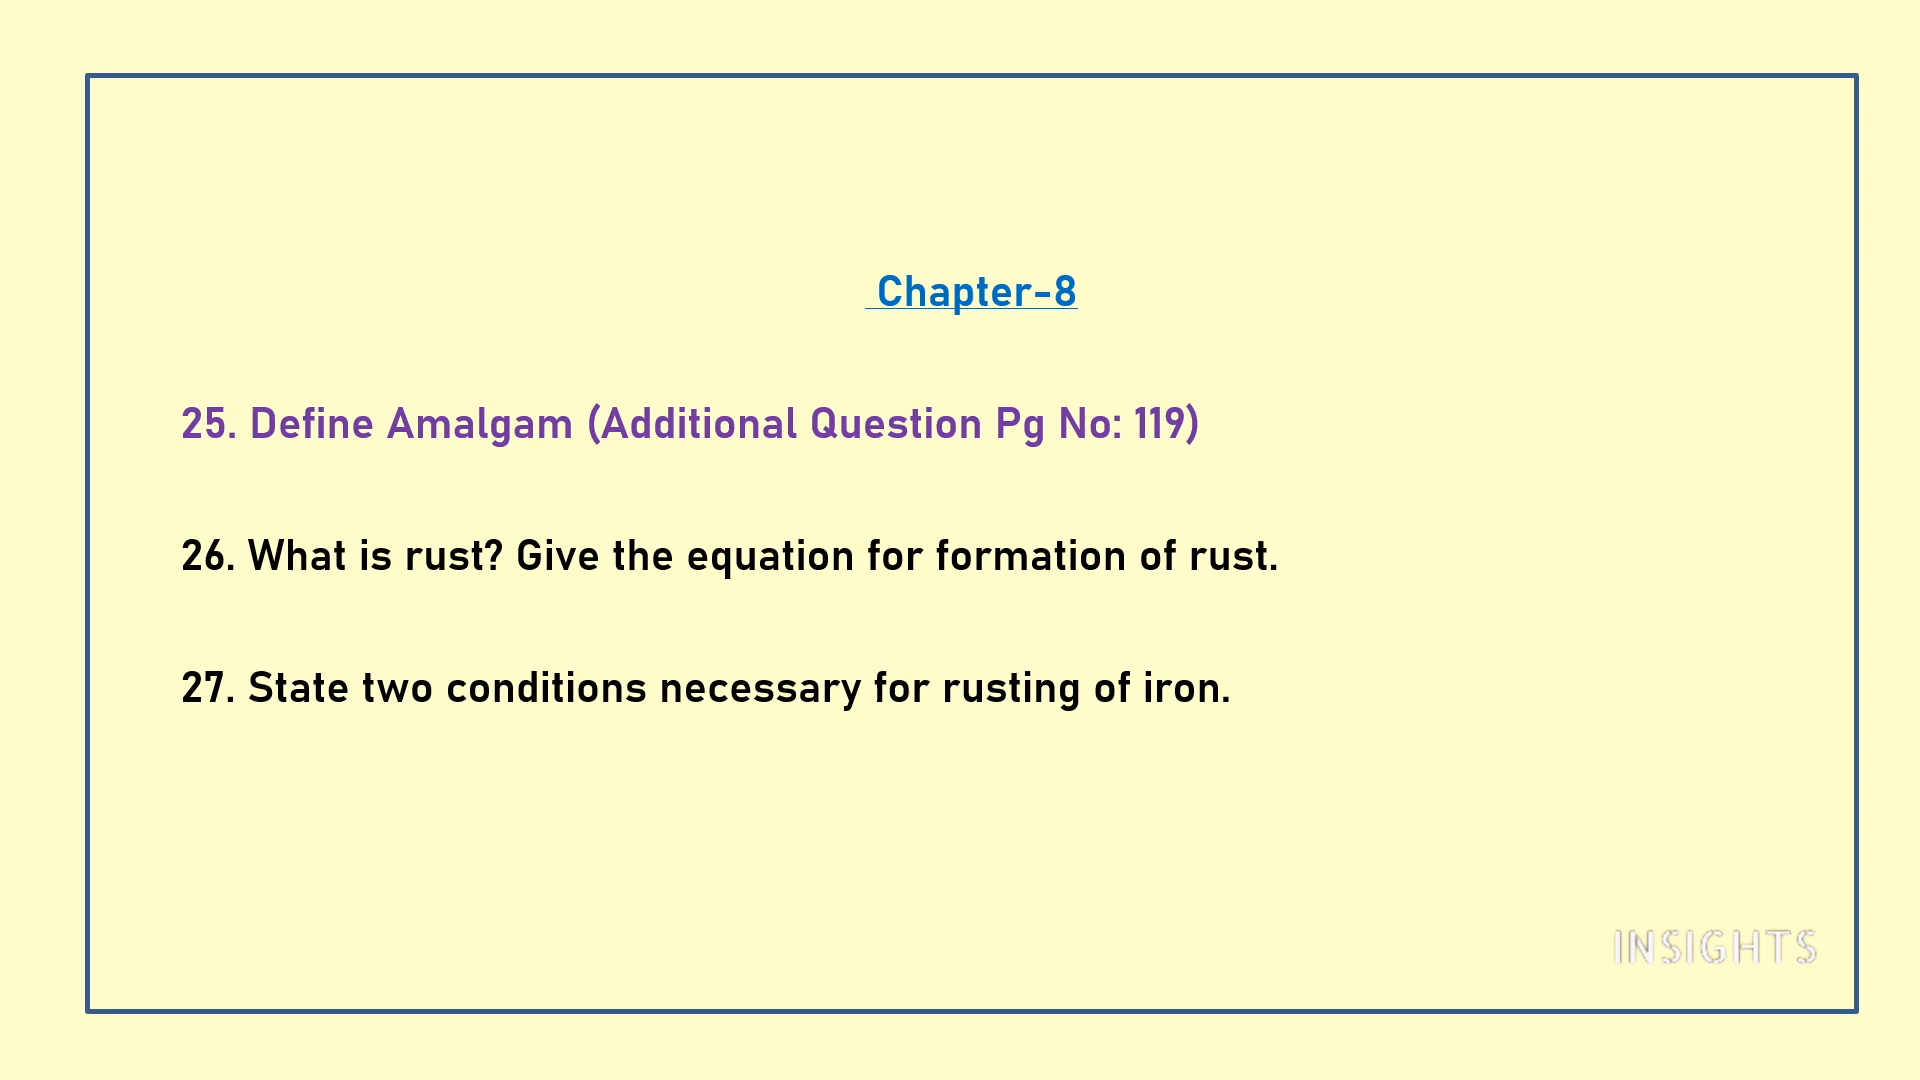 Chapter-8
25. Define Amalgam (Additional Question Pg No: 119)
26. What is rust? Give the equation for formation of rust.
27. State two conditions necessary for rusting of iron.
INSIGHTS